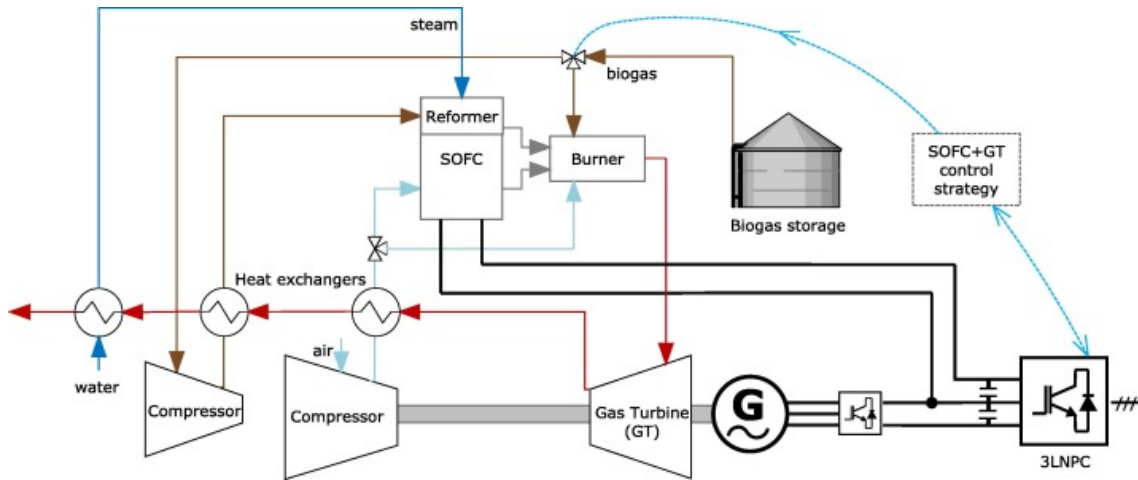 steam
biogas
Reformer
SOFC
Burner
SOFC+GT
control
strategy
Biogas storage
Heat exchangers
water
air
Compressor
Compressor
Gas Turbine
(GT)
G
3LNPC